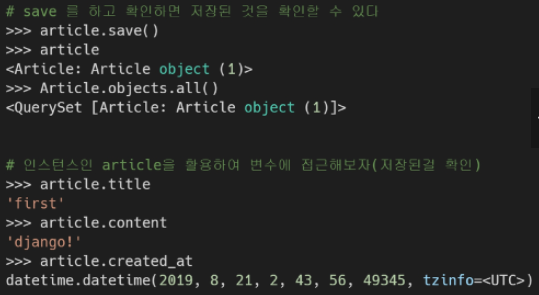 # save 를 하고 확인하면 저장된 것을 확인할 수 있다
>>> article.save()
>>> article
<Article: Article object (1)>
>>> Article.objects.all()
<QuerySet [Article: Article object (1)]>
# 인스턴스인 article을 활용하여 변수에 접근해보자(저장된걸 확인)
>>> article.title
'first'
>>> article.content
'django!'
>>> article.created_at
datetime.datetime(2019, 8, 21, 2, 43, 56, 49345, tzinfo=<UTC>)